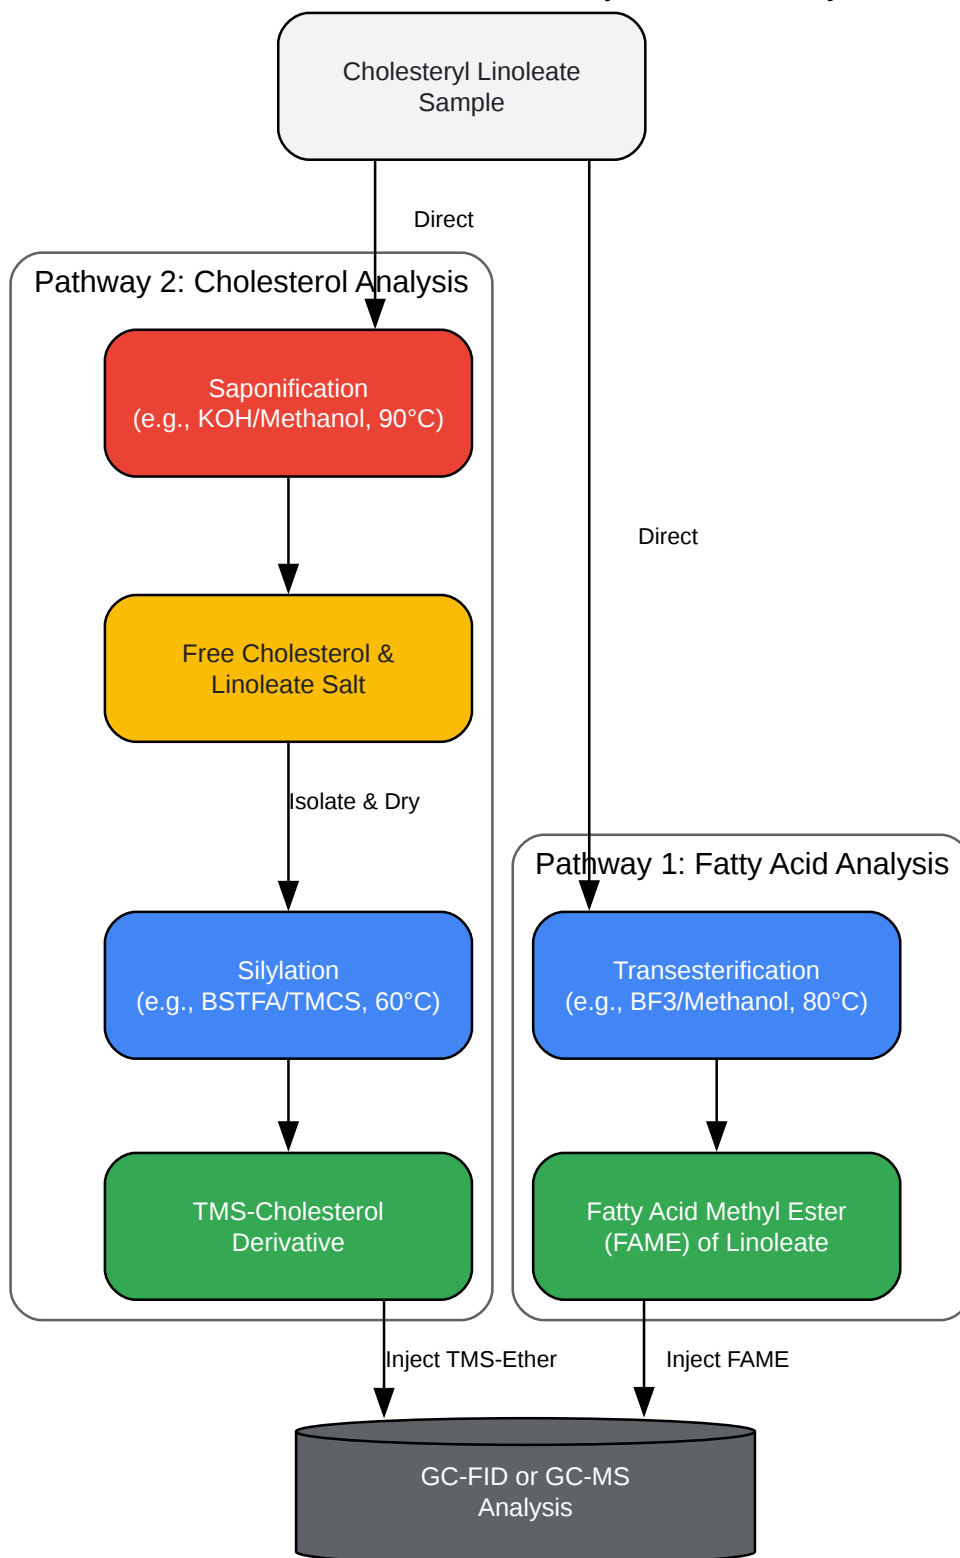 Cholesteryl Linoleate
Sample
Direct
Pathway 2: Cholesterol Analysis
Saponification
(e.g., KOH/Methanol, 90°C)
Direct
Free Cholesterol &
Linoleate Salt
Isolate & Dry
Pathway 1: Fatty Acid Analysis
Silylation
(e.g., BSTFA/TMCS, 60°C)
Transesterification
(e.g., BF3/Methanol, 80°C)
TMS-Cholesterol
Derivative
Fatty Acid Methyl Ester
(FAME) of Linoleate
Inject TMS-Ether
Inject FAME
GC-FID or GC-MS
Analysis